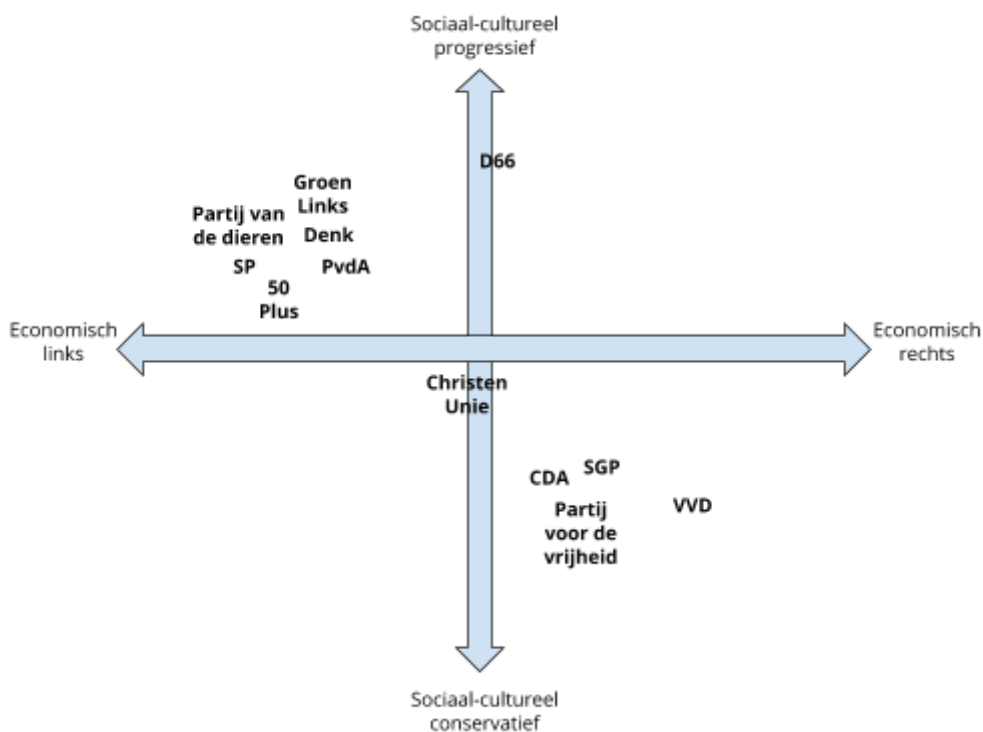 Sociaal-cultureel
progressief
D66
Groen
Links
Partij van
de dieren
Denk
SP
PvdA
50
Plus
Economisch
links
Economisch
rechts
Christen
Unie
CDA
SGP
Partij
voor de
vrijheid
VVD
Sociaal-cultureel
conservatief